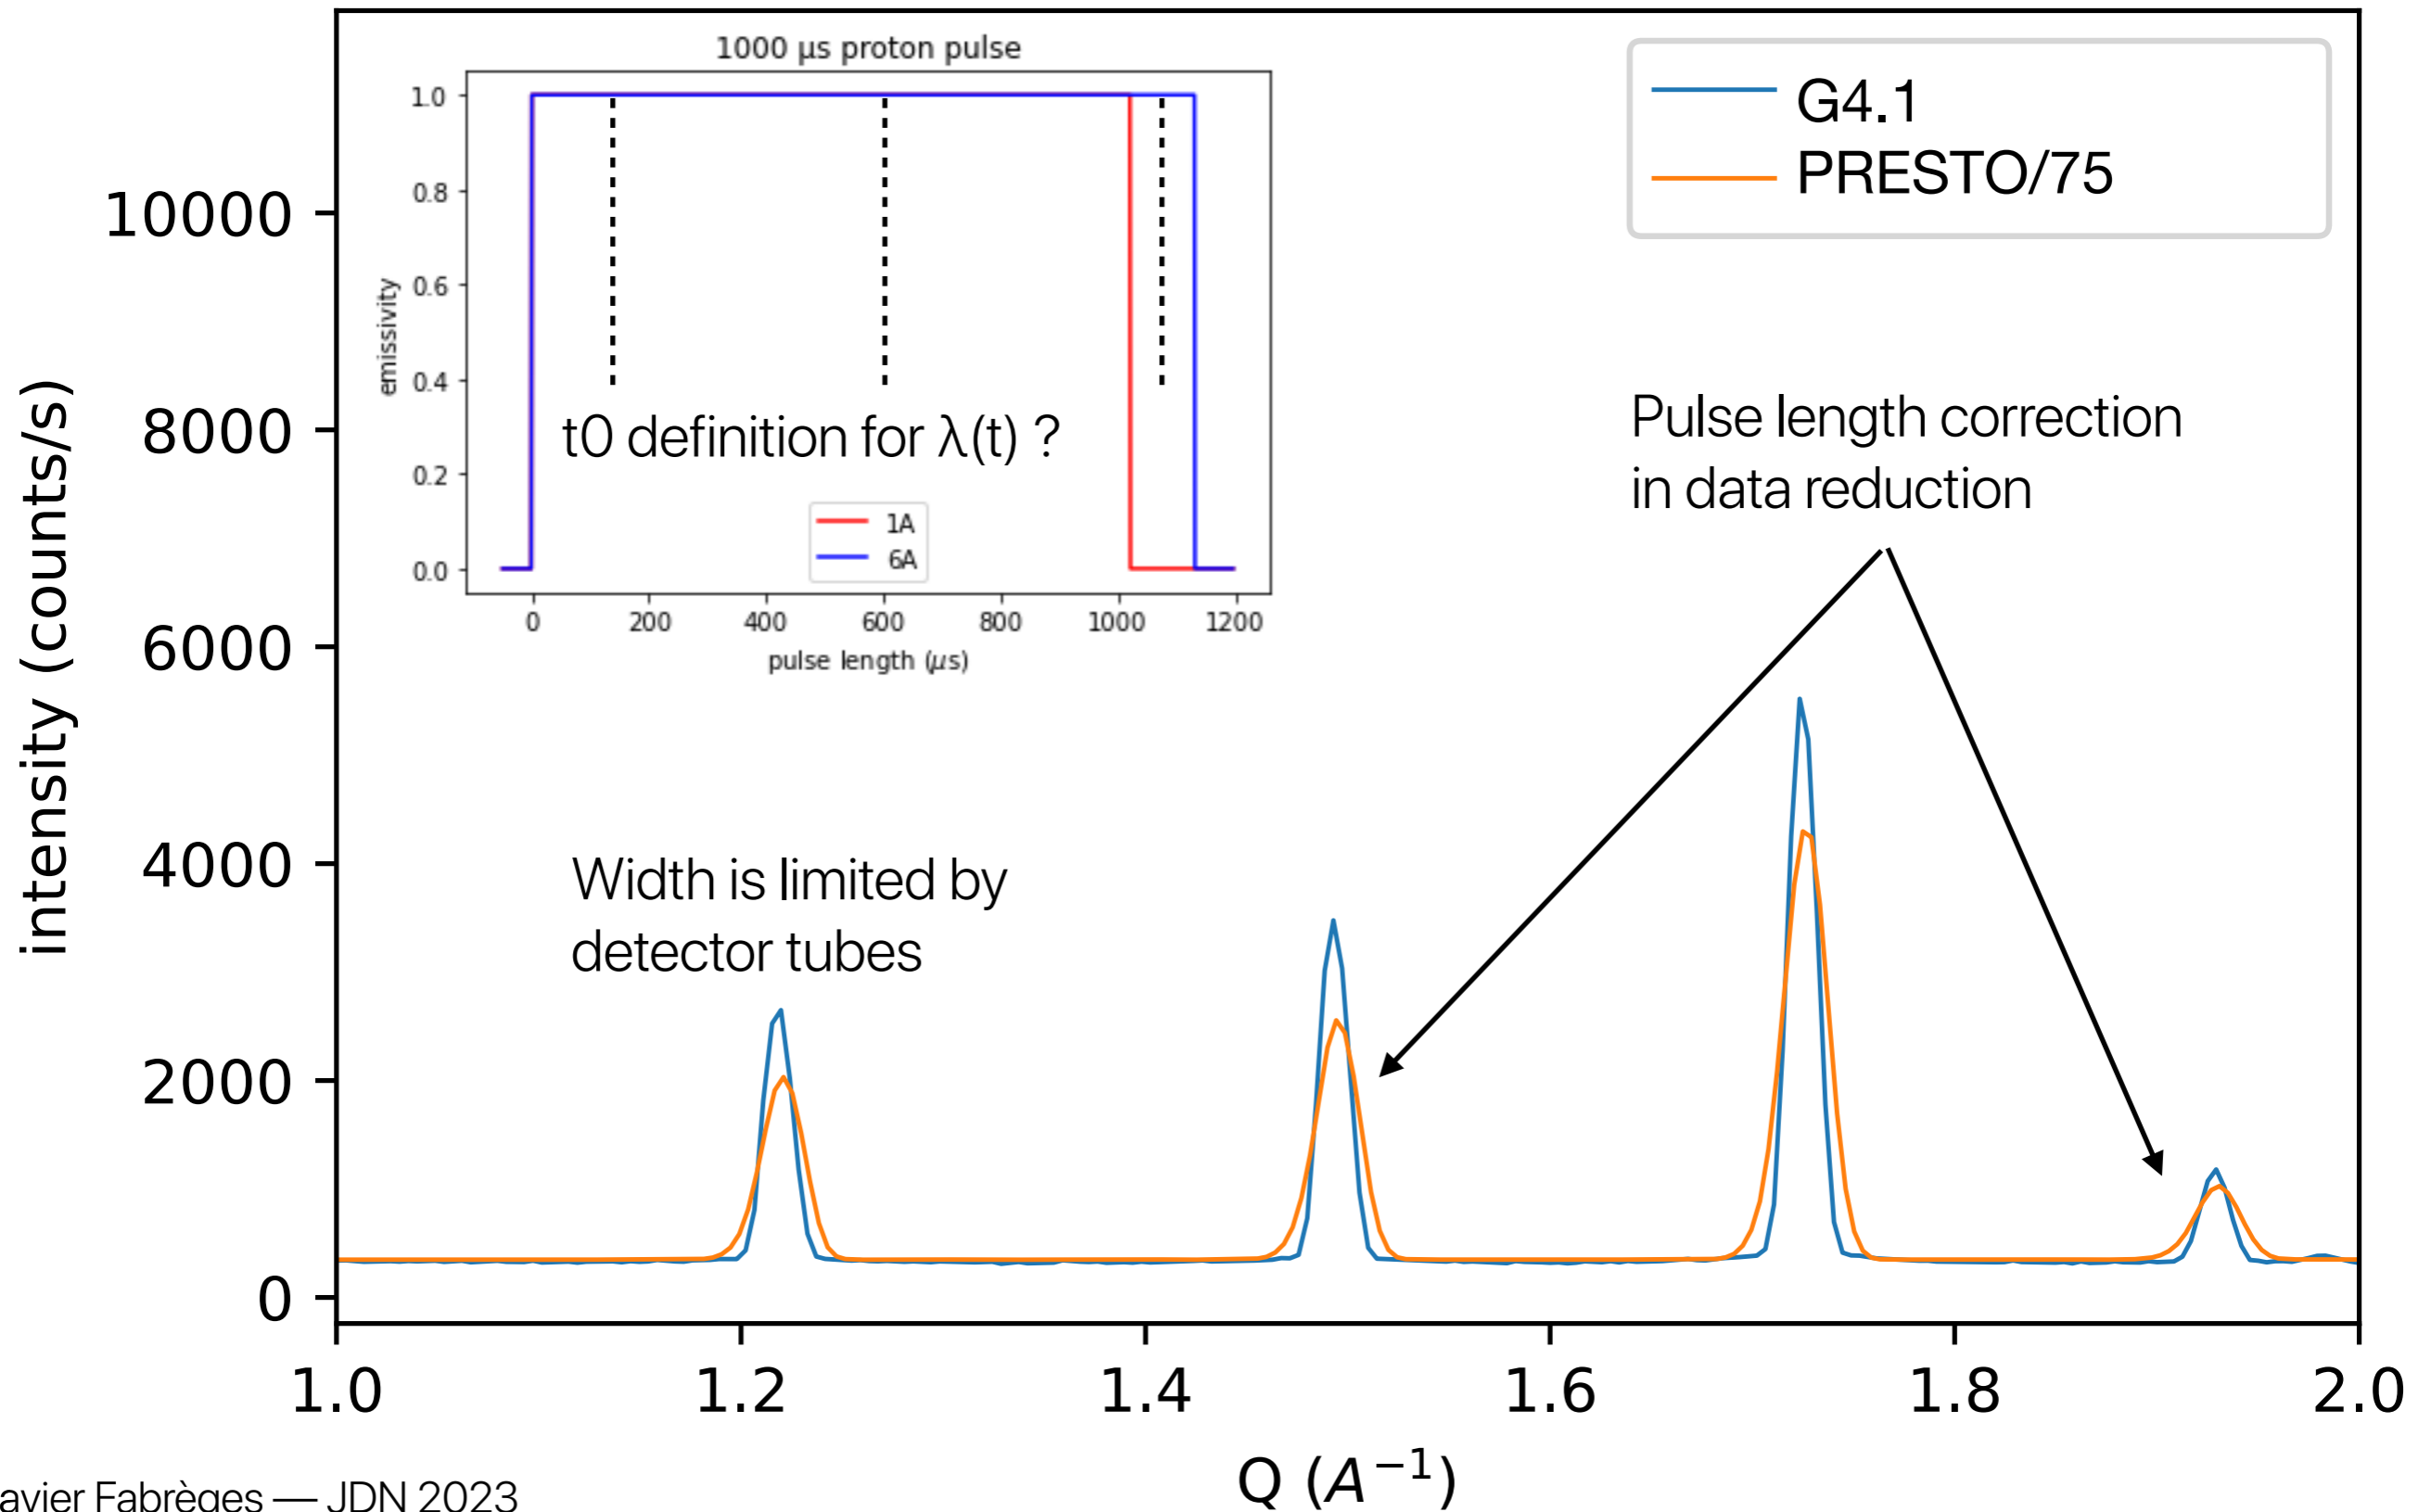 1000 μs proton pulse
1.0
0.8
0.6
0.4
0.2
0.0
emissivity
t0 definition for λ(t) ?
1A
6A
0
200
400
600
800
1000
1200
pulse length (μs)
G4.1
PRESTO/75
Pulse length correction
in data reduction
Width is limited by
detector tubes
intensity (counts/s)
10000
8000
6000
4000
2000
0
1.0
1.2
1.4
1.6
1.8
2.0
Q (A⁻¹)
avier Fabrèges — JDN 2023